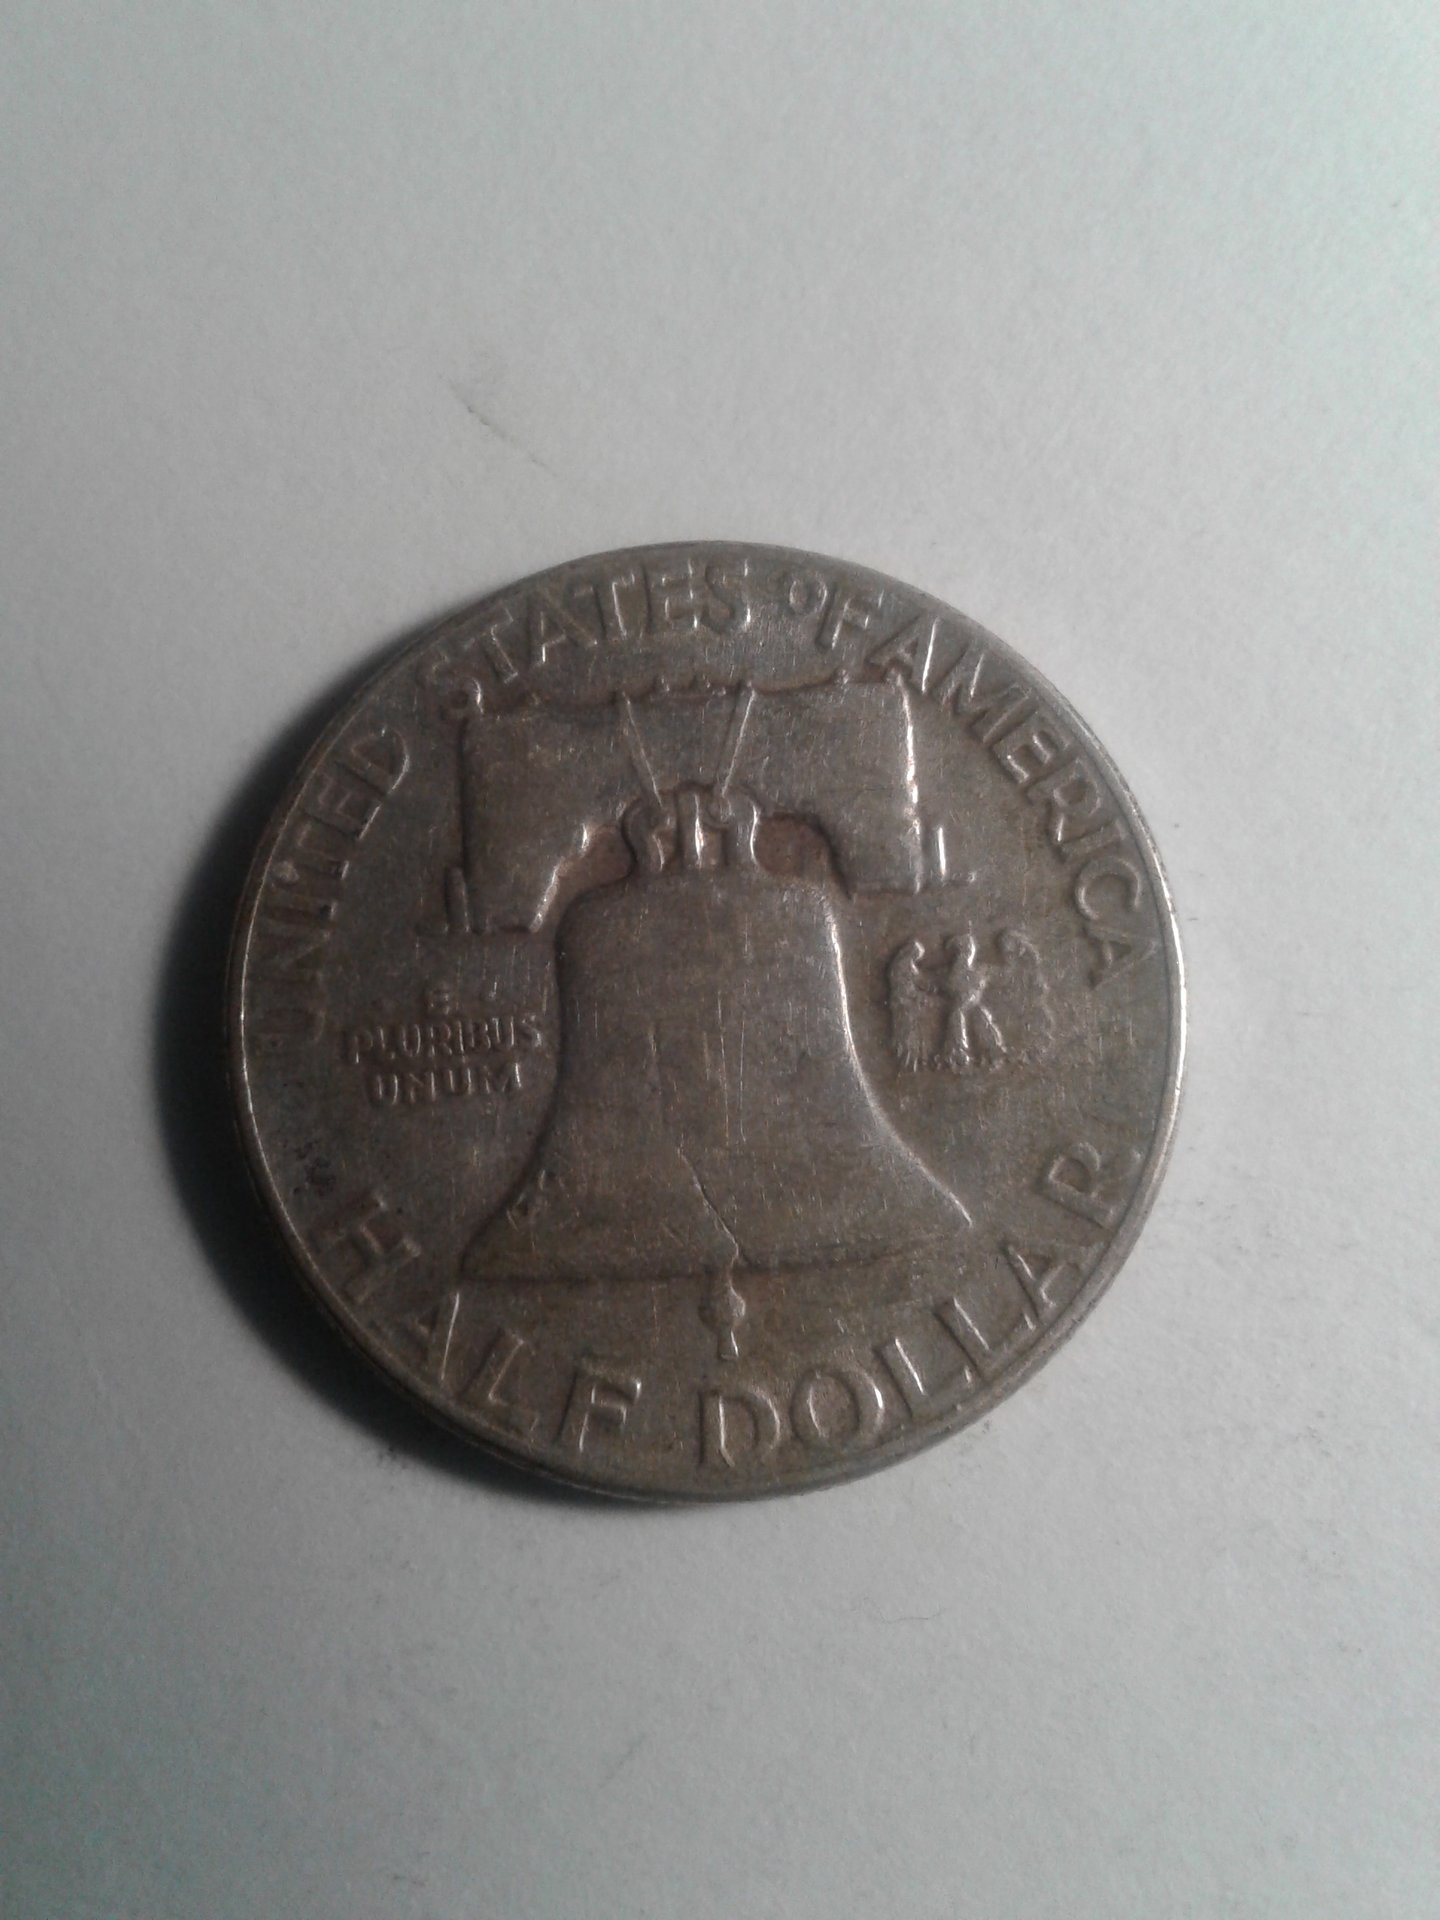 UNITED STATES OF AMERICA
E
PLURIBUS
UNUM
HALF DOLLAR